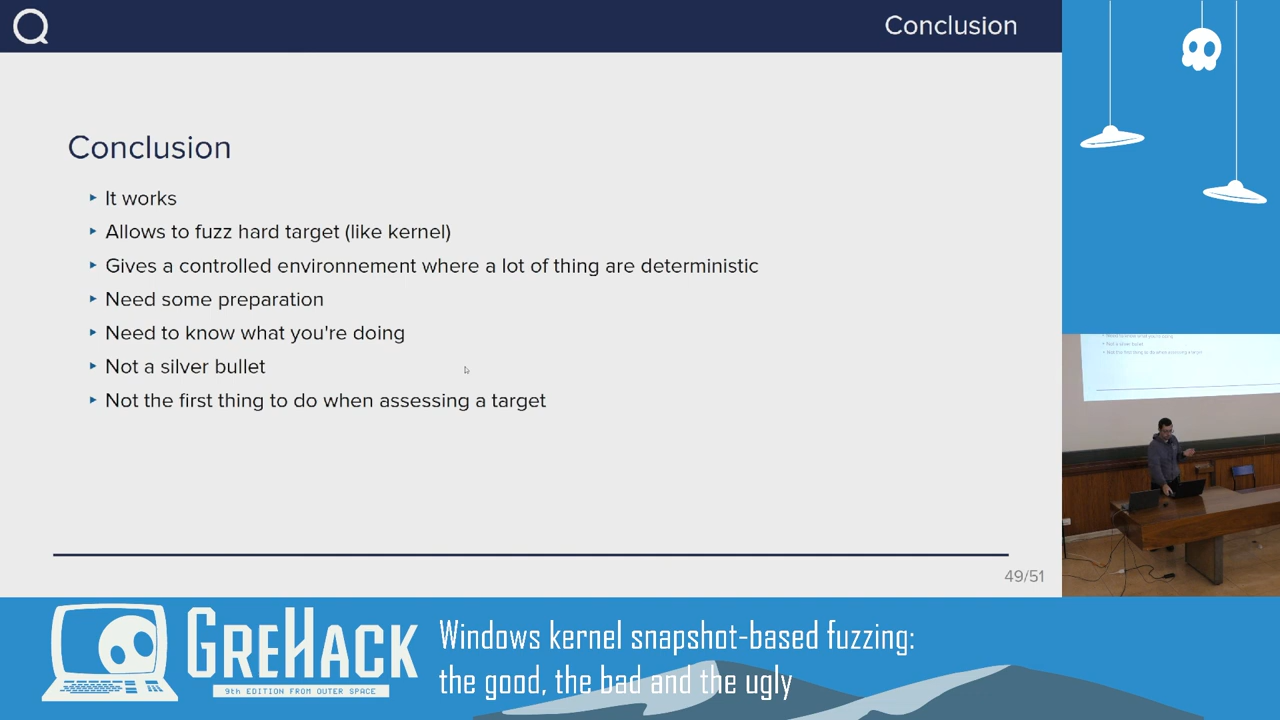 Conclusion
Conclusion
It works
Allows to fuzz hard target (like kernel)
Gives a controlled environnement where a lot of thing are deterministic
Need some preparation
Need to know what you're doing
Not a silver bullet
Not the first thing to do when assessing a target
49/51
GREHACK
9th EDITION FROM OUTER SPACE
Windows kernel snapshot-based fuzzing:
the good, the bad and the ugly